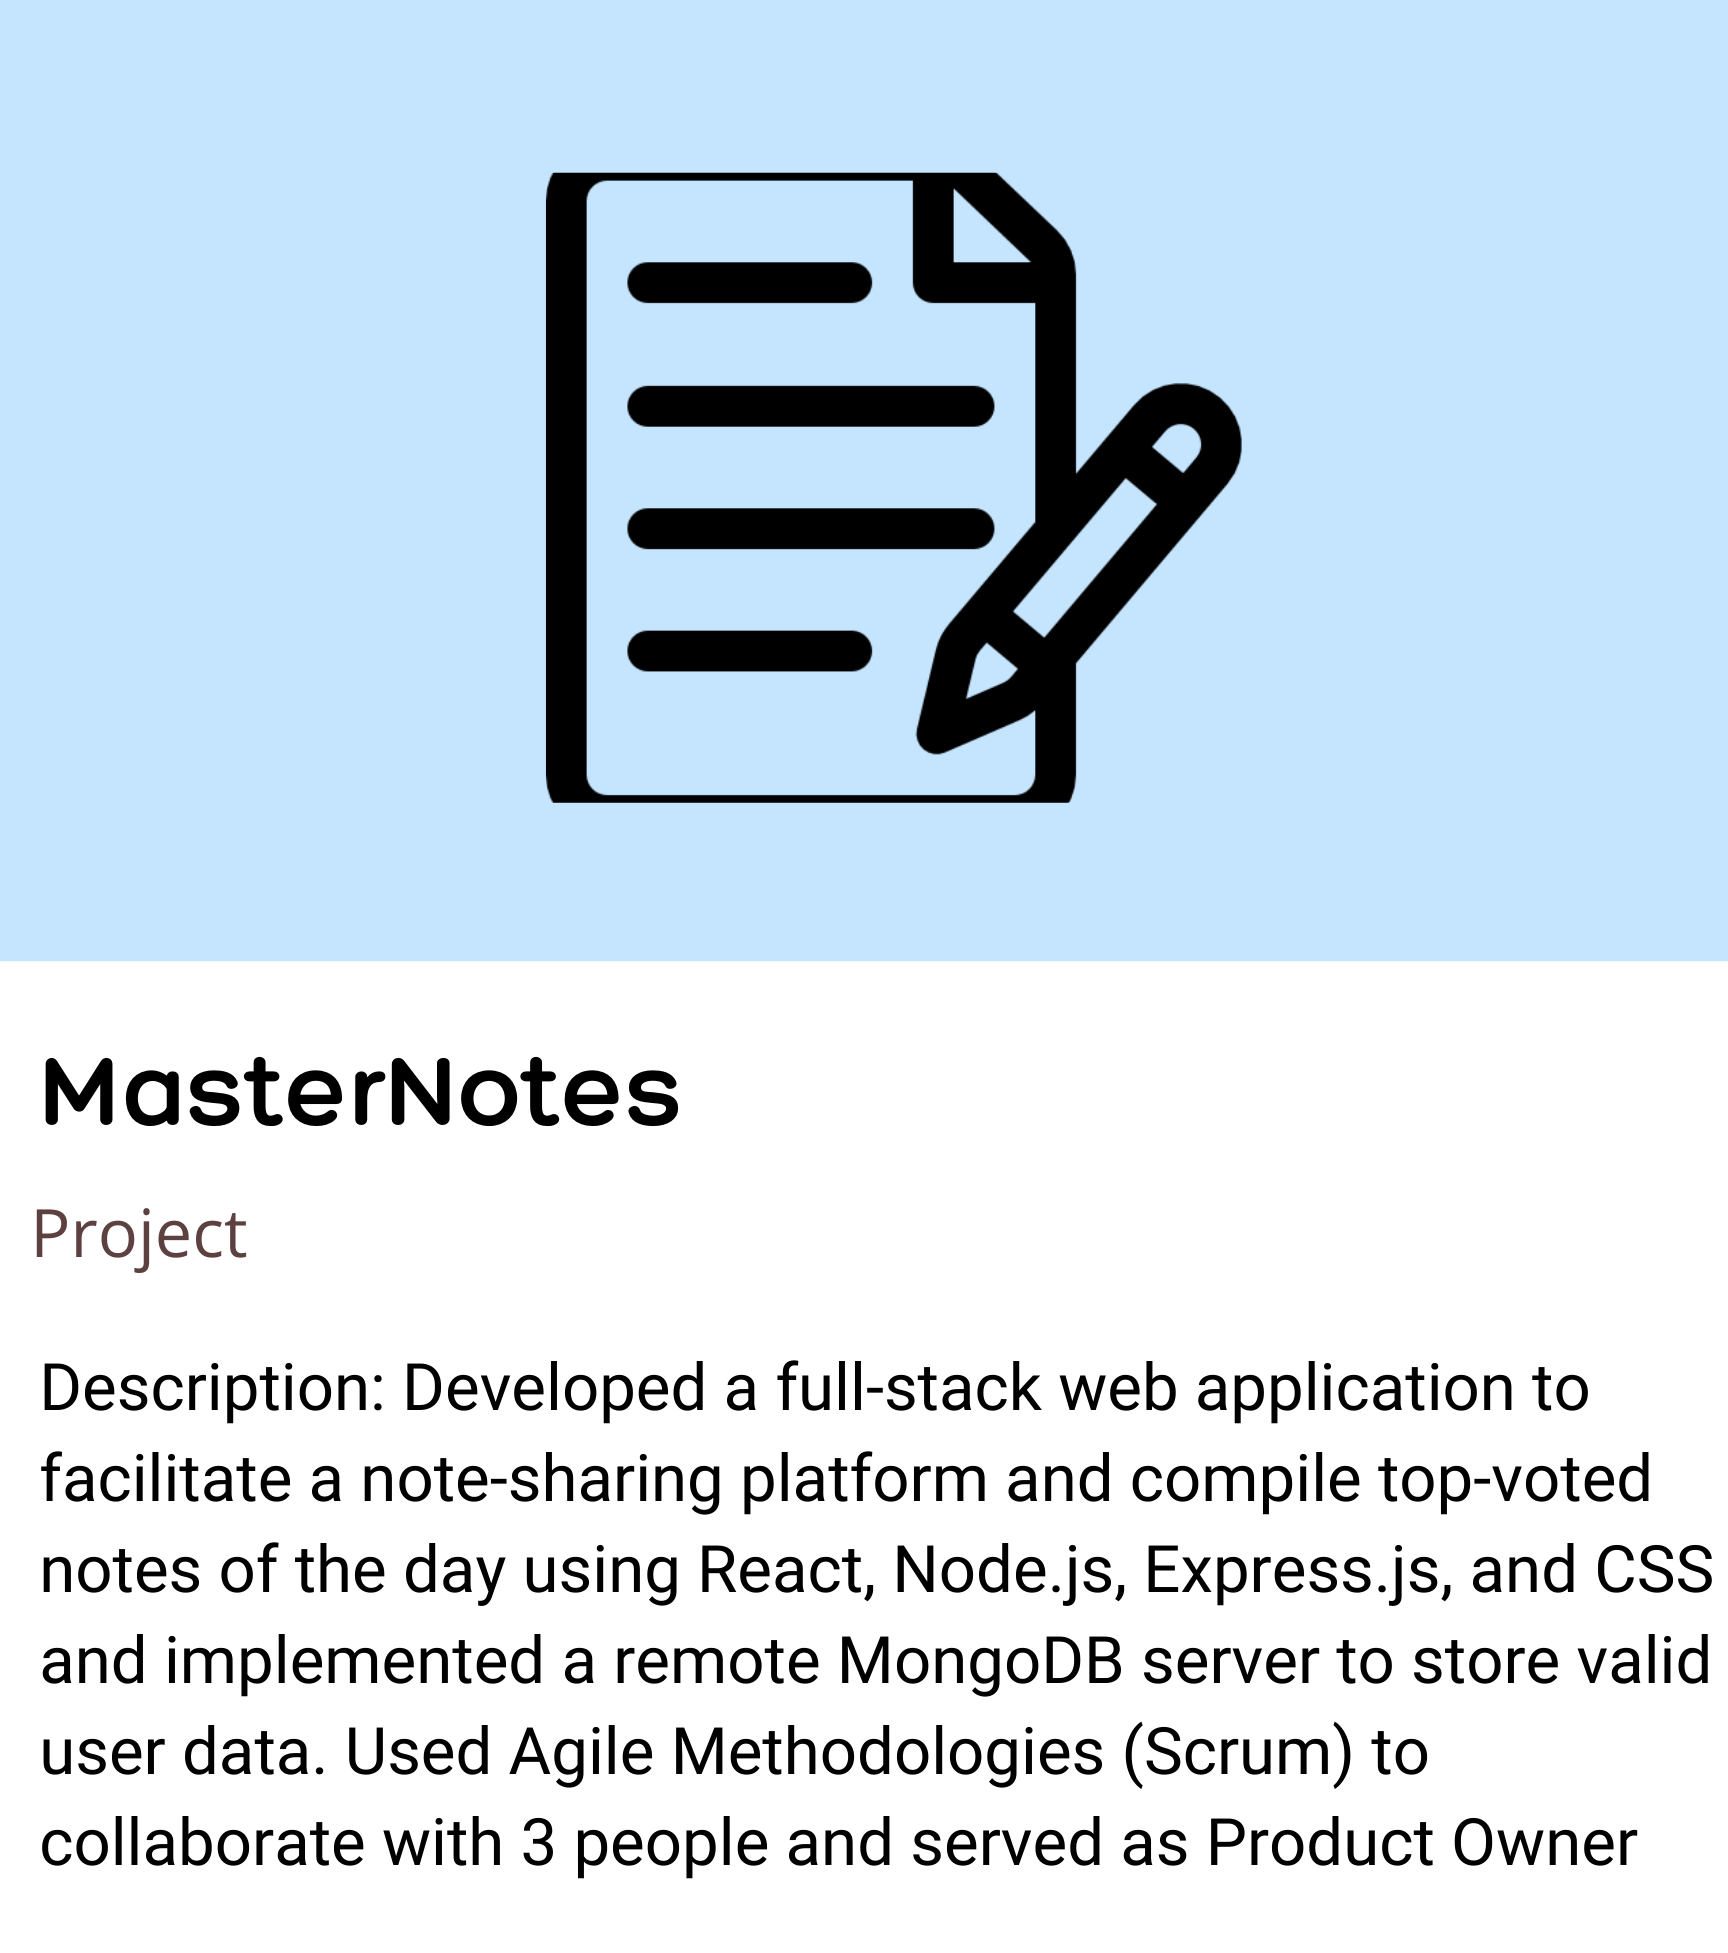 MasterNotes
Project
Description: Developed a full-stack web application to
facilitate a note-sharing platform and compile top-voted
notes of the day using React, Node.js, Express.js, and CSS
and implemented a remote MongoDB server to store valid
user data. Used Agile Methodologies (Scrum) to
collaborate with 3 people and served as Product Owner